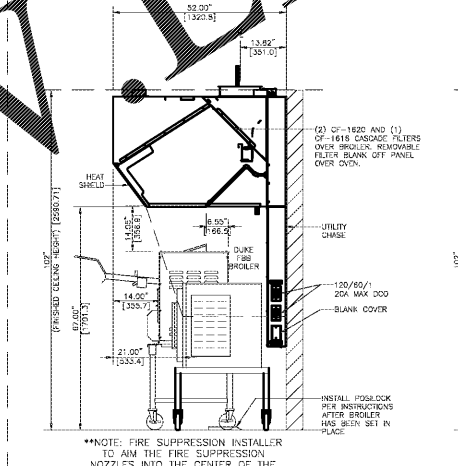 52.00"
[1320.8]
13.82"
[351.0]
(2) CF-1620 AND (1)
CF-1616 CASCADE FILTERS
OVER BROILER. REMOVABLE
FILTER BLANK OFF PANEL
OVER OVEN.
HEAT
SHIELD
14.05"
[356.8]
6.55"
[166.5]
DUKE
FBB
BROILER
UTILITY
CHASE
102"
(FINISHED CEILING HEIGHT) [2590.71]
67.00"
[1701.3]
102"
120/60/1
20A MAX DCO
BLANK COVER
14.00"
[355.7]
21.00"
[533.4]
INSTALL POSILOCK
PER INSTRUCTIONS
AFTER BROILER
HAS BEEN SET IN
PLACE
**NOTE: FIRE SUPPRESSION INSTALLER
TO AIM THE FIRE SUPPRESSION
NOZZLES INTO THE CENTER OF THE